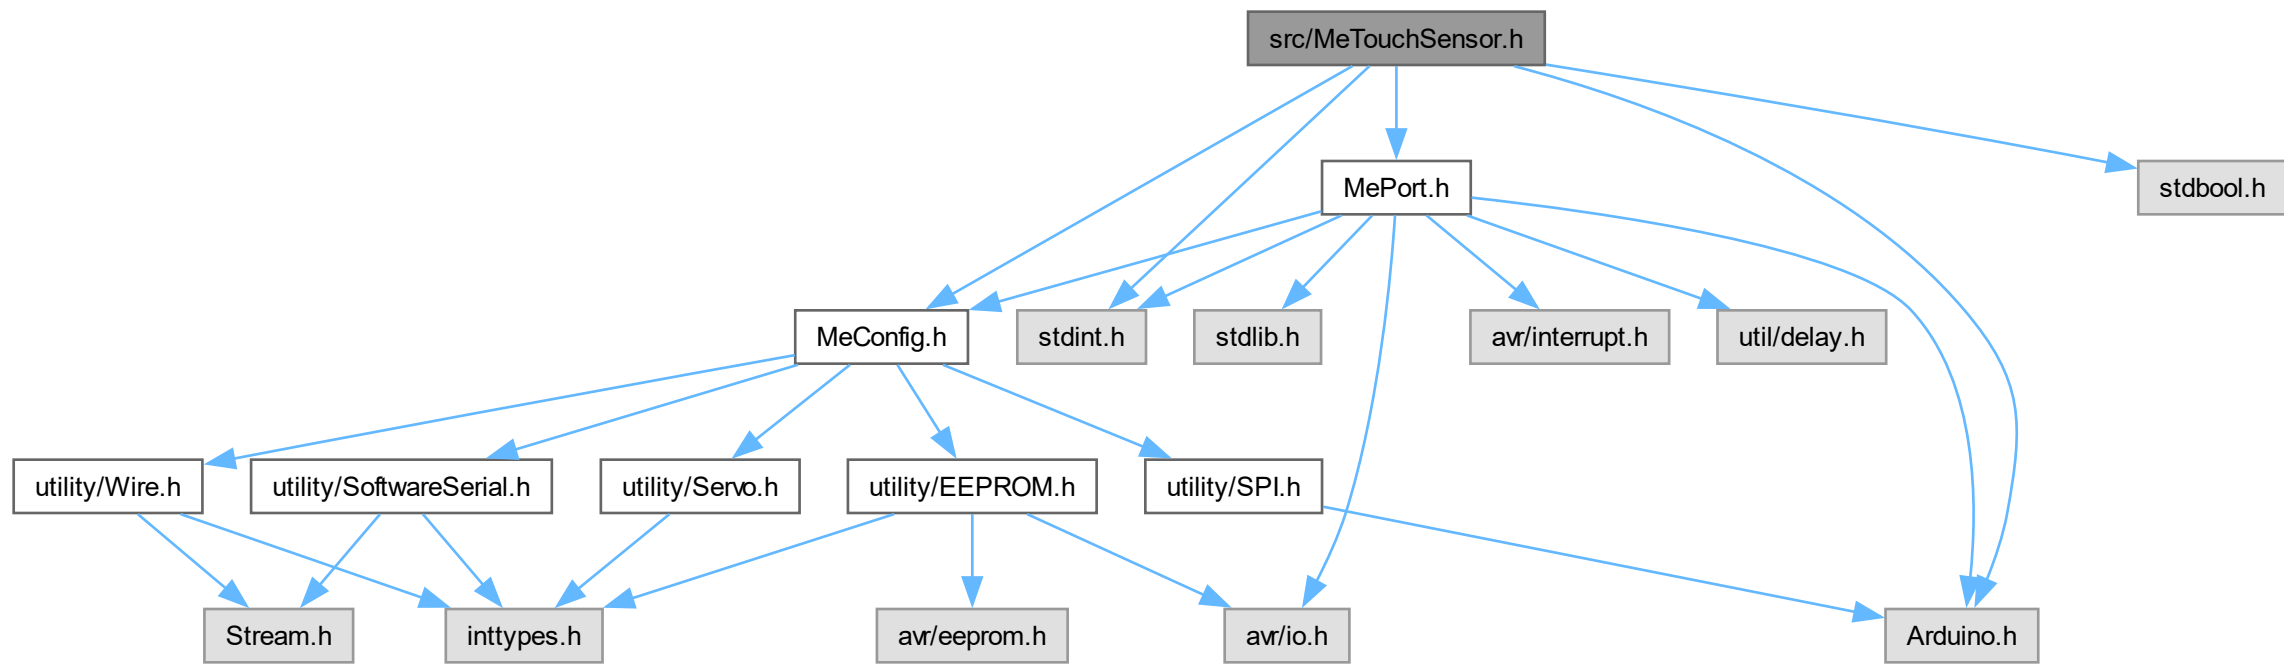 src/MeTouchSensor.h
MePort.h
stdbool.h
MeConfig.h
stdint.h
stdlib.h
avr/interrupt.h
util/delay.h
utility/Wire.h
utility/SoftwareSerial.h
utility/Servo.h
utility/EEPROM.h
utility/SPI.h
Stream.h
inttypes.h
avr/eeprom.h
avr/io.h
Arduino.h